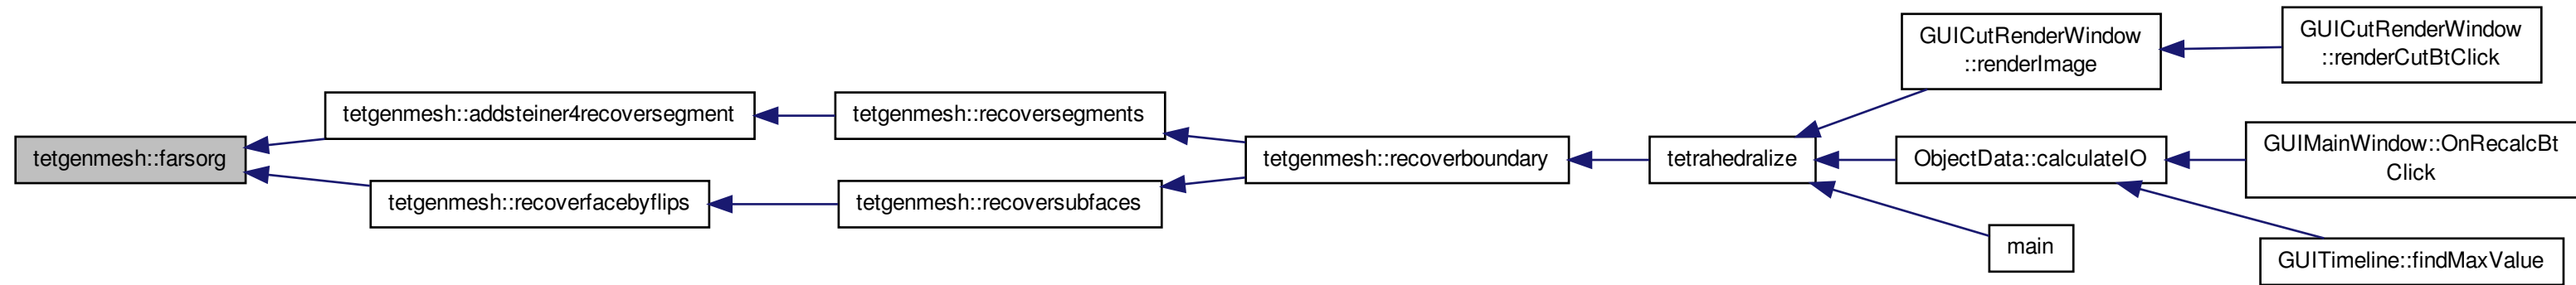 tetgenmesh::farsorg
tetgenmesh::addsteiner4recoversegment
tetgenmesh::recoverfacebyflips
tetgenmesh::recoversegments
tetgenmesh::recoversubfaces
tetgenmesh::recoverboundary
tetrahedralize
GUICutRenderWindow
::renderImage
ObjectData::calculateIO
main
GUICutRenderWindow
::renderCutBtClick
GUIMainWindow::OnRecalcBt
Click
GUITimeline::findMaxValue